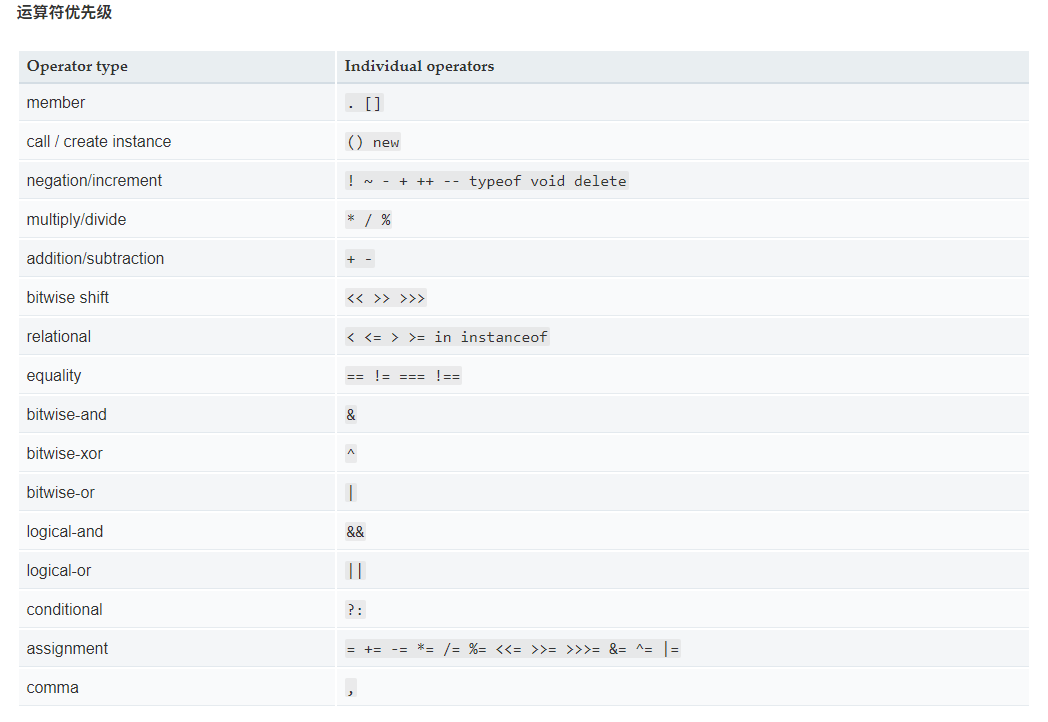 运算符优先级
Operator type Individual operators
member . []
call / create instance () new
negation/increment ! ~ - + ++ -- typeof void delete
multiply/divide * / %
addition/subtraction + -
bitwise shift << >> >>>
relational < <= > >= in instanceof
equality == != === !==
bitwise-and &
bitwise-xor ^
bitwise-or |
logical-and &&
logical-or ||
conditional ?:
assignment = += -= *= /= %= <<= >>= >>>= &= ^= |=
comma ,